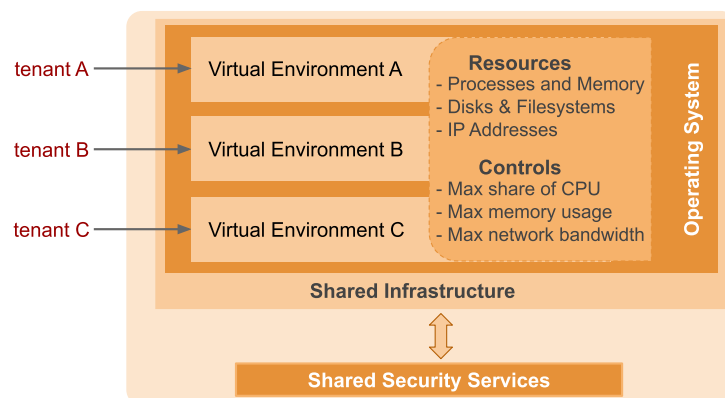 tenant A
Virtual Environment A
tenant B
Virtual Environment B
tenant C
Virtual Environment C
Resources
- Processes and Memory
- Disks & Filesystems
- IP Addresses
Controls
- Max share of CPU
- Max memory usage
- Max network bandwidth
Operating System
Shared Infrastructure
Shared Security Services